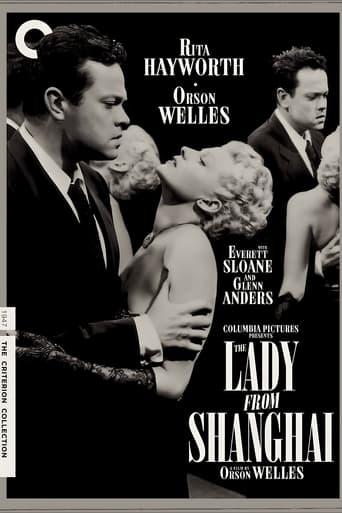 RITA
HAYWORTH
ORSON
WELLES
WITH
EVERETT
SLOANE
AND
GLENN
ANDERS
COLUMBIA PICTURES
PRESENTS
THE
LADY
FROM
SHANGHAI
A FILM BY
ORSON WELLES
1947
THE CRITERION COLLECTION